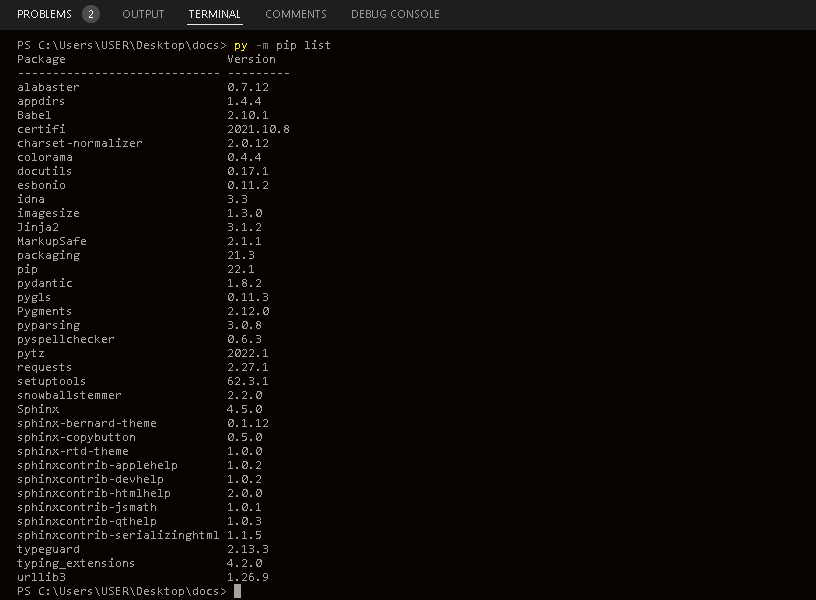 PROBLEMS 2 OUTPUT TERMINAL COMMENTS DEBUG CONSOLE
PS C:\Users\USER\Desktop\docs> py -m pip list
Package Version
----------------------------- ---------
alabaster 0.7.12
appdirs 1.4.4
Babel 2.10.1
certifi 2021.10.8
charset-normalizer 2.0.12
colorama 0.4.4
docutils 0.17.1
esbonio 0.11.2
idna 3.3
imagesize 1.3.0
Jinja2 3.1.2
MarkupSafe 2.1.1
packaging 21.3
pip 22.1
pydantic 1.8.2
pygls 0.11.3
Pygments 2.12.0
pyparsing 3.0.8
pyspellchecker 0.6.3
pytz 2022.1
requests 2.27.1
setuptools 62.3.1
snowballstemmer 2.2.0
Sphinx 4.5.0
sphinx-bernard-theme 0.1.12
sphinx-copybutton 0.5.0
sphinx-rtd-theme 1.0.0
sphinxcontrib-applehelp 1.0.2
sphinxcontrib-devhelp 1.0.2
sphinxcontrib-htmlhelp 2.0.0
sphinxcontrib-jsmath 1.0.1
sphinxcontrib-qthelp 1.0.3
sphinxcontrib-serializinghtml 1.1.5
typeguard 2.13.3
typing_extensions 4.2.0
urllib3 1.26.9
PS C:\Users\USER\Desktop\docs>